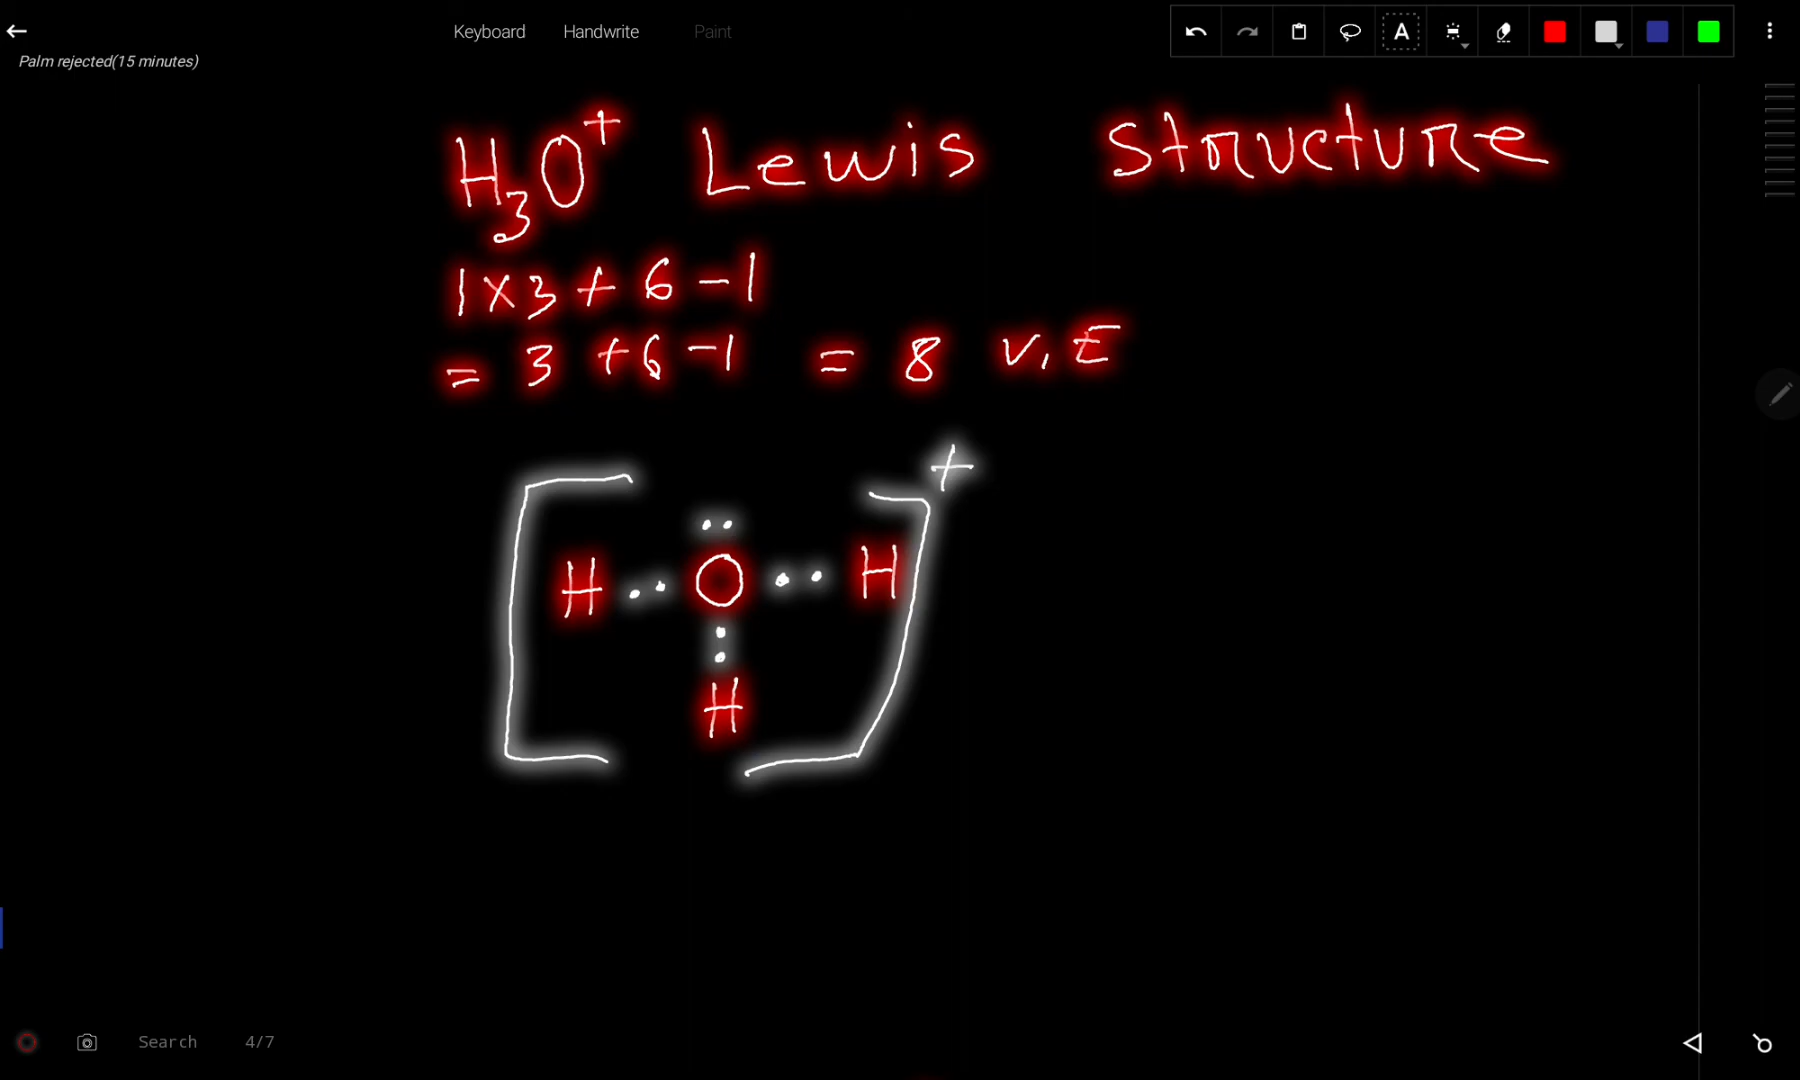 Keyboard Handwrite Paint
Palm rejected(15 minutes)
A
H₃O⁺ Lewis Structure
1×3+6-1
= 3+6-1 = 8 V.E
+
H··O··H
H
Search 4/7